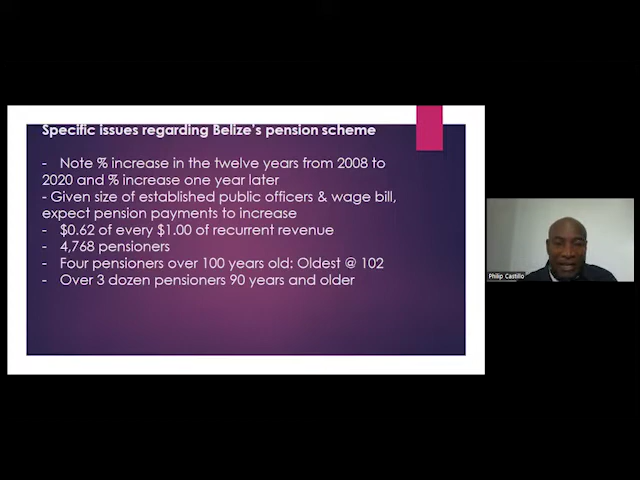 Specific issues regarding Belize's pension scheme
- Note % increase in the twelve years from 2008 to
2020 and % increase one year later
- Given size of established public officers & wage bill,
expect pension payments to increase
- $0.62 of every $1.00 of recurrent revenue
- 4,768 pensioners
- Four pensioners over 100 years old: Oldest @ 102
- Over 3 dozen pensioners 90 years and older
Philip Castillo